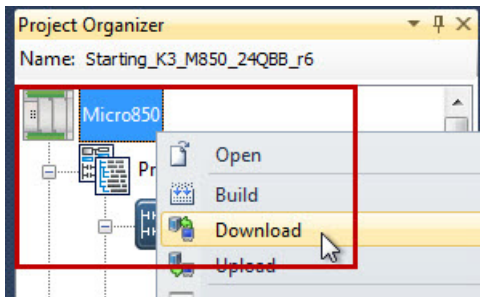 Project Organizer
Name: Starting_K3_M850_24QBB_r6
Micro850
Pr
Open
Build
Download
Upload